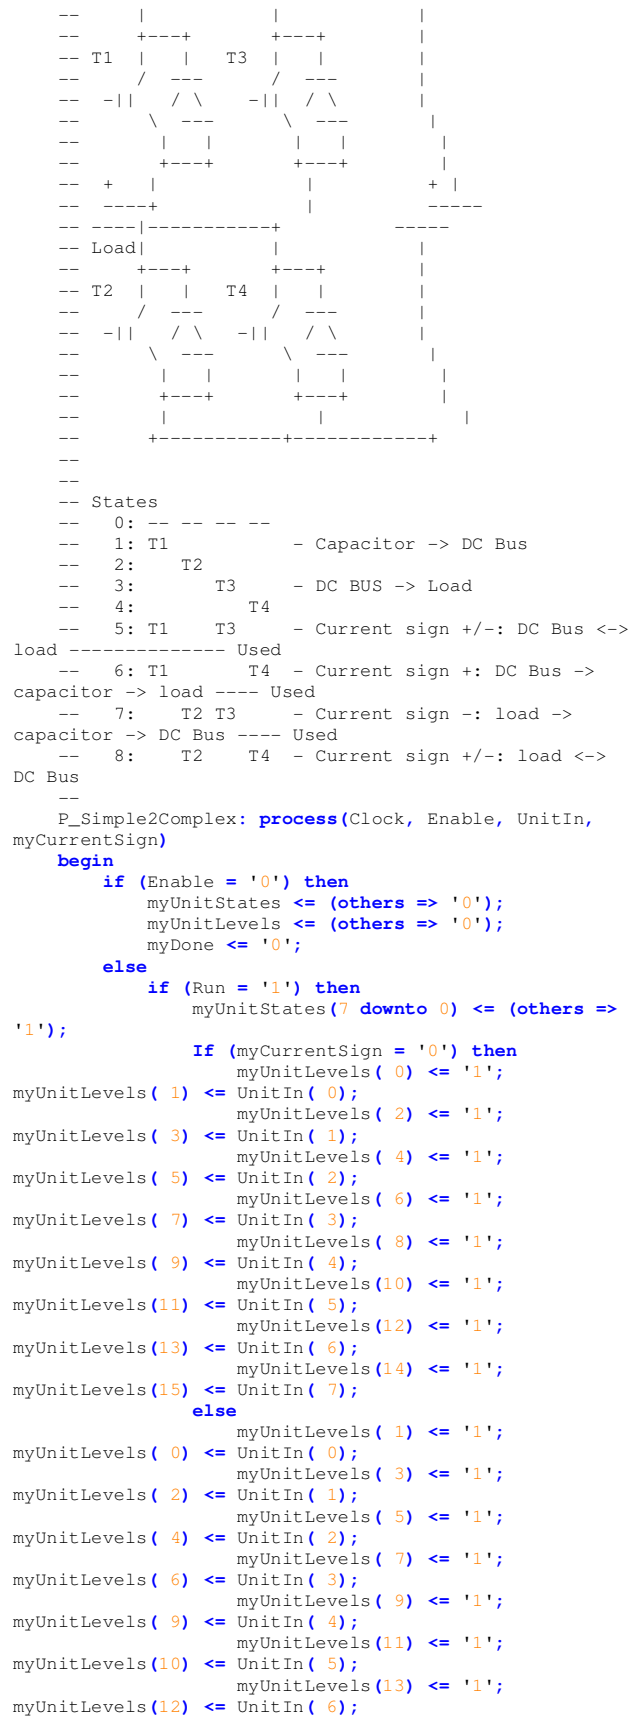 --      |             |              |
--      +---+         +---+          |
-- T1  |   |    T3  |   |           |
--      /  ---        /  ---         |
--  -||   / \    -||  / \         |
--       \  ---        \  ---         |
--        |   |         |   |          |
--        +---+         +---+          |
--  +    |               |            + |
--  ----+                |            -----
-- ----|-----------+            -----
-- Load|             |              |
--      +---+         +---+          |
-- T2  |   |    T4  |   |           |
--      /  ---        /  ---         |
--  -||   / \   -||   / \         |
--       \  ---        \  ---         |
--        |   |         |   |          |
--        +---+         +---+          |
--        |               |              |
--       +-----------+------------+
--
--
-- States
--   0: -- -- -- --
--   1: T1            - Capacitor -> DC Bus
--   2:    T2
--   3:       T3      - DC BUS -> Load
--   4:          T4
--   5: T1    T3      - Current sign +/-: DC Bus <->
load -------------- Used
--   6: T1       T4  - Current sign +: DC Bus ->
capacitor -> load ---- Used
--   7:    T2 T3      - Current sign -: load ->
capacitor -> DC Bus ---- Used
--   8:    T2    T4  - Current sign +/-: load <->
DC Bus
--
P_Simple2Complex: process(Clock, Enable, UnitIn,
myCurrentSign)
begin
if (Enable = '0') then
myUnitStates <= (others => '0');
myUnitLevels <= (others => '0');
myDone <= '0';
else
if (Run = '1') then
myUnitStates(7 downto 0) <= (others =>
'1');
If (myCurrentSign = '0') then
myUnitLevels( 0) <= '1';
myUnitLevels( 1) <= UnitIn( 0);
myUnitLevels( 2) <= '1';
myUnitLevels( 3) <= UnitIn( 1);
myUnitLevels( 4) <= '1';
myUnitLevels( 5) <= UnitIn( 2);
myUnitLevels( 6) <= '1';
myUnitLevels( 7) <= UnitIn( 3);
myUnitLevels( 8) <= '1';
myUnitLevels( 9) <= UnitIn( 4);
myUnitLevels(10) <= '1';
myUnitLevels(11) <= UnitIn( 5);
myUnitLevels(12) <= '1';
myUnitLevels(13) <= UnitIn( 6);
myUnitLevels(14) <= '1';
myUnitLevels(15) <= UnitIn( 7);
else
myUnitLevels( 1) <= '1';
myUnitLevels( 0) <= UnitIn( 0);
myUnitLevels( 3) <= '1';
myUnitLevels( 2) <= UnitIn( 1);
myUnitLevels( 5) <= '1';
myUnitLevels( 4) <= UnitIn( 2);
myUnitLevels( 7) <= '1';
myUnitLevels( 6) <= UnitIn( 3);
myUnitLevels( 9) <= '1';
myUnitLevels( 9) <= UnitIn( 4);
myUnitLevels(11) <= '1';
myUnitLevels(10) <= UnitIn( 5);
myUnitLevels(13) <= '1';
myUnitLevels(12) <= UnitIn( 6);